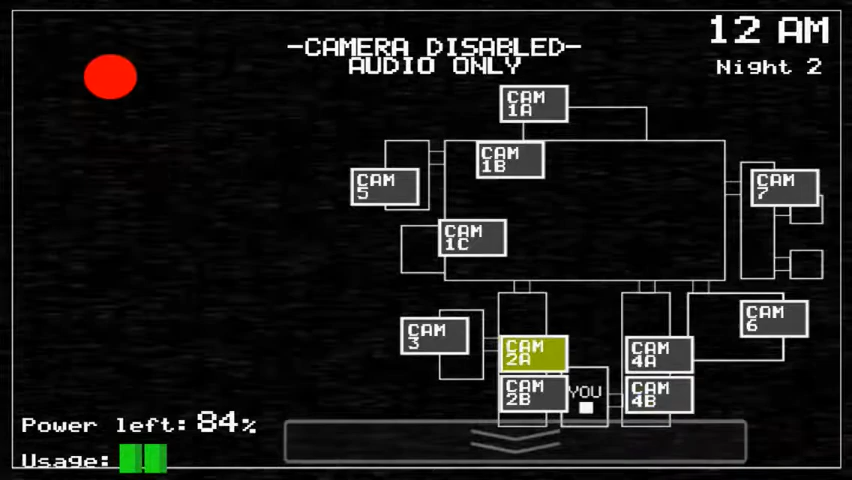 12 AM
-CAMERA DISABLED-
AUDIO ONLY
Night 2
CAM
1A
CAM
1B
CAM
5
CAM
7
CAM
1C
CAM
6
CAM
3
CAM
2A
CAM
4A
CAM
2B
YOU
CAM
4B
Power left: 84%
Usage: